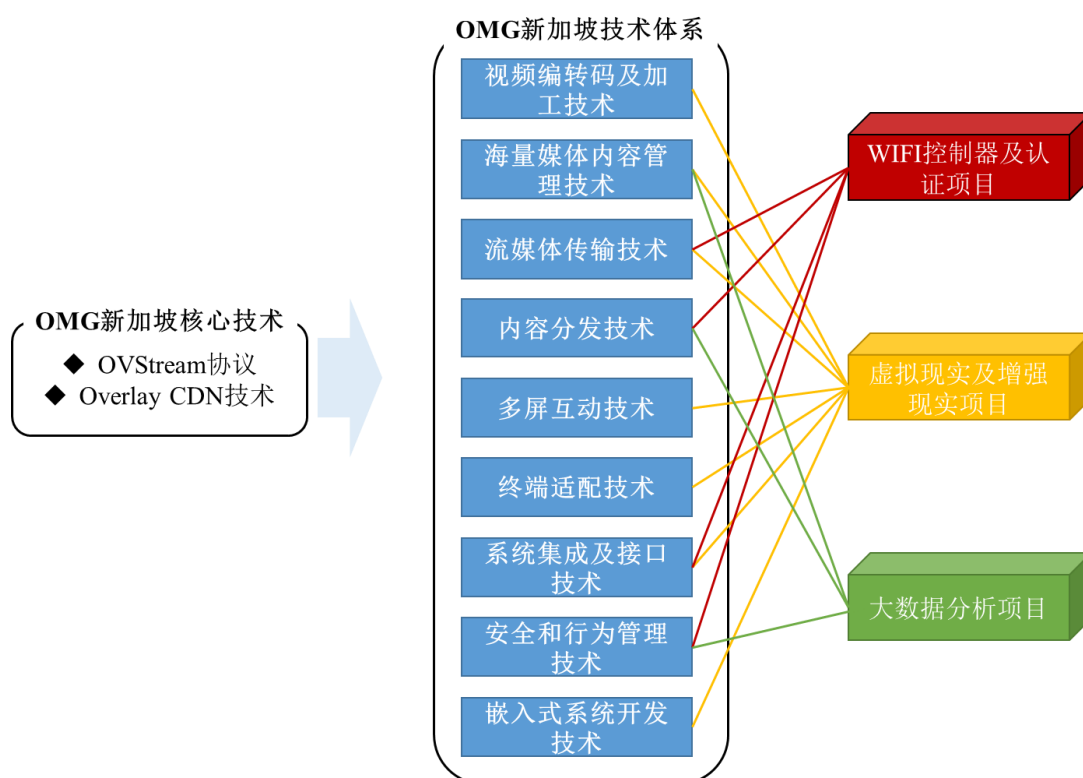 OMG新加坡技术体系
视频编转码及加
工技术
海量媒体内容管
理技术
流媒体传输技术
内容分发技术
多屏互动技术
终端适配技术
系统集成及接口
技术
安全和行为管理
技术
嵌入式系统开发
技术
OMG新加坡核心技术
◆ OVStream协议
◆ Overlay CDN技术
WIFI控制器及认
证项目
虚拟现实及增强
现实项目
大数据分析项目